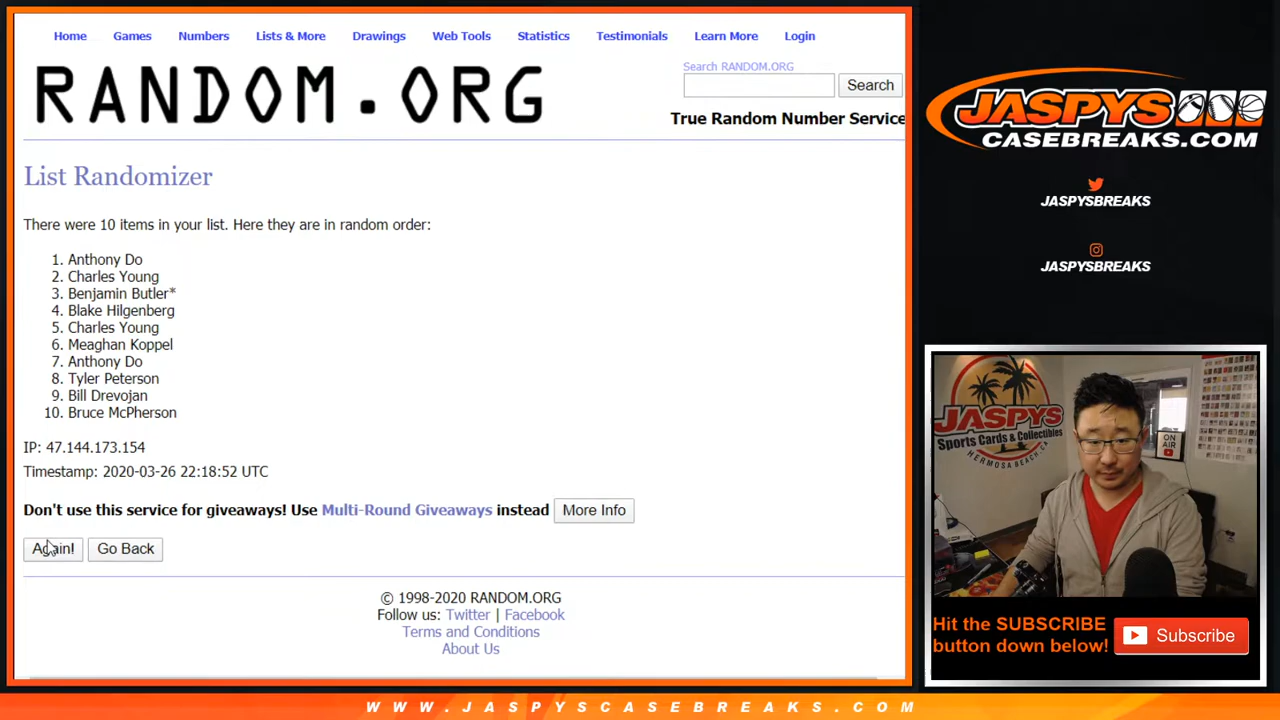 Home Games Numbers Lists & More Drawings Web Tools Statistics Testimonials Learn More Login
RANDOM.ORG
Search RANDOM.ORG
Search
True Random Number Service
List Randomizer
There were 10 items in your list. Here they are in random order:
1. Anthony Do
2. Charles Young
3. Benjamin Butler*
4. Blake Hilgenberg
5. Charles Young
6. Meaghan Koppel
7. Anthony Do
8. Tyler Peterson
9. Bill Drevojan
10. Bruce McPherson
IP: 47.144.173.154
Timestamp: 2020-03-26 22:18:52 UTC
Don't use this service for giveaways! Use Multi-Round Giveaways instead More Info
Again! Go Back
© 1998-2020 RANDOM.ORG
Follow us: Twitter | Facebook
Terms and Conditions
About Us
JASPYS
CASEBREAKS.COM
JASPYSBREAKS
JASPYSBREAKS
JASPYS
Sports Cards & Collectibles
HERMOSA BEACH, CA
ON
AIR
Hit the SUBSCRIBE
button down below!
Subscribe
WWW.JASPYSCASEBREAKS.COM